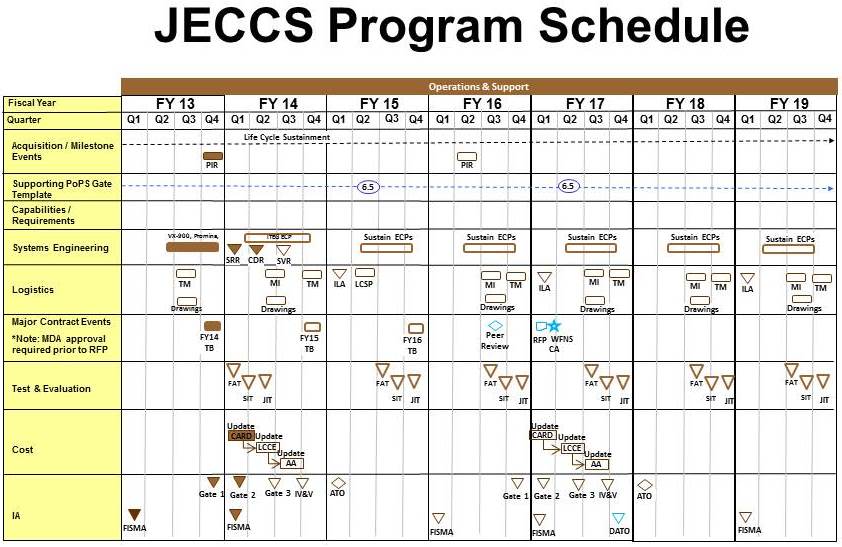 JECCS Program Schedule
Operations & Support
Fiscal Year FY 13 FY 14 FY 15 FY 16 FY 17 FY 18 FY 19
Quarter Q1 Q2 Q3 Q4 Q1 Q2 Q3 Q4 Q1 Q2 Q3 Q4 Q1 Q2 Q3 Q4 Q1 Q2 Q3 Q4 Q1 Q2 Q3 Q4 Q1 Q2 Q3 Q4
Life Cycle Sustainment
Acquisition / Milestone
Events
PIR PIR
Supporting PoPS Gate
Template
6.5 6.5
Capabilities /
Requirements
VX-900, Promina, ITEG ECP Sustain ECPs Sustain ECPs Sustain ECPs Sustain ECPs Sustain ECPs
Systems Engineering
SRR CDR SVR
Logistics
TM MI TM ILA LCSP MI TM ILA MI TM MI TM ILA MI TM
Drawings Drawings Drawings Drawings Drawings Drawings
Major Contract Events
*Note: MDA approval
required prior to RFP
FY14
TB
FY15
TB
FY16
TB
Peer
Review
RFP WFNS
CA
Test & Evaluation
FAT SIT JIT FAT SIT JIT FAT SIT JIT FAT SIT JIT FAT SIT JIT FAT SIT JIT
Cost
Update Update
CARD Update CARD Update
LCCE Update LCCE Update
AA AA
IA
Gate 1 Gate 2 Gate 3 IV&V ATO Gate 1 Gate 2 Gate 3 IV&V ATO
FISMA FISMA FISMA FISMA DATO FISMA